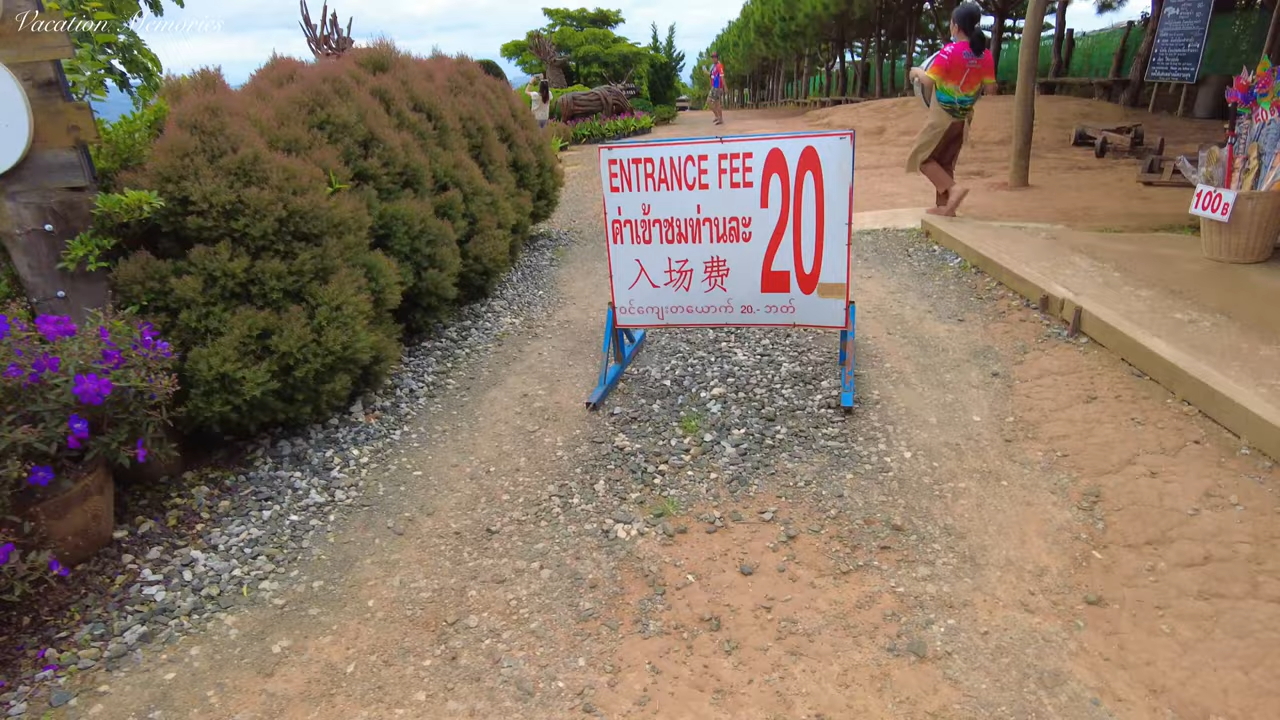 Vacation Memories
ENTRANCE FEE 20
ค่าเข้าชมท่านละ
入场费
ဝင်ကျေးတယောက် 20.- ဘတ်
100 B